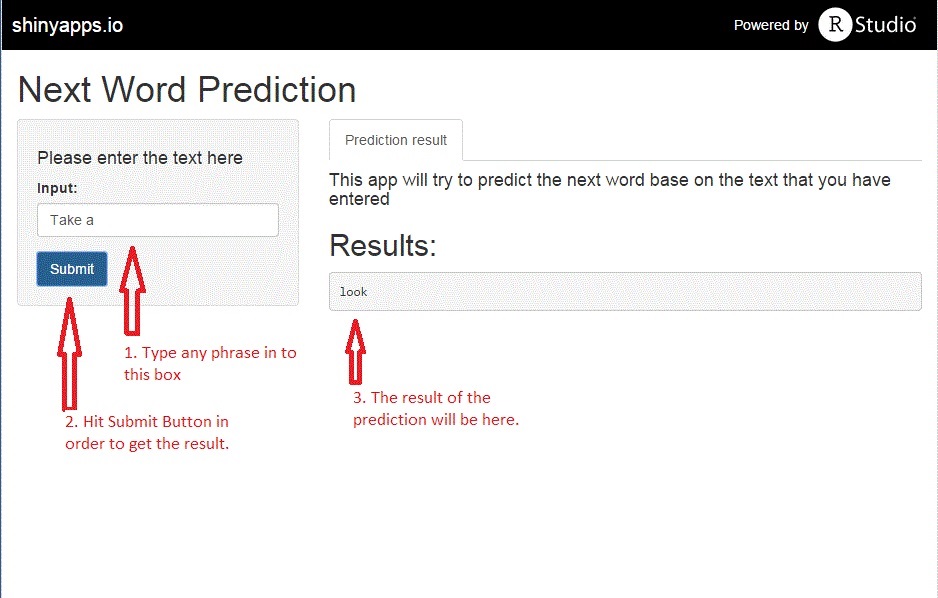 shinyapps.io
Powered by R Studio
Next Word Prediction
Please enter the text here
Input:
Take a
Submit
1. Type any phrase in to
this box
2. Hit Submit Button in
order to get the result.
Prediction result
This app will try to predict the next word base on the text that you have
entered
Results:
look
3. The result of the
prediction will be here.